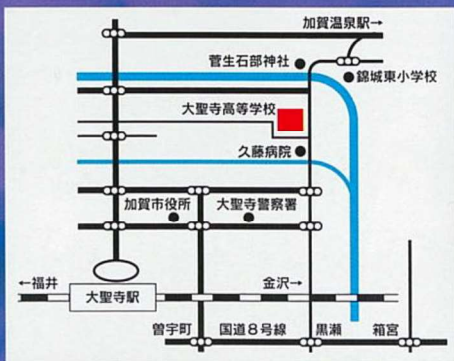 加賀温泉駅→
菅生石部神社
錦城東小学校
大聖寺高等学校
久藤病院
加賀市役所
大聖寺警察署
←福井
金沢→
大聖寺駅
曽宇町
国道8号線
黒瀬
箱宮